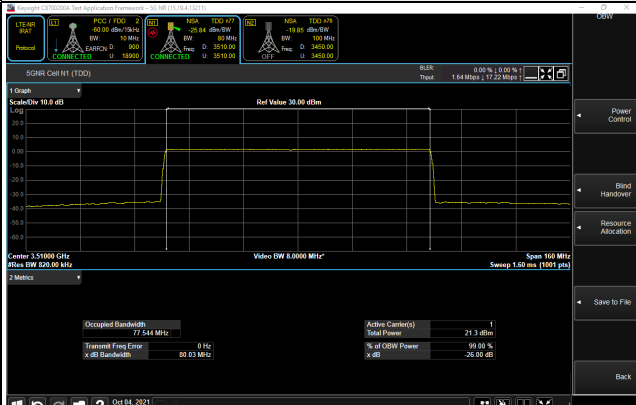 Keysight C8700200A Test Application Framework - 5G-NR (19.4.13211)
OBW
LTE-NR IRAT
Protocol
L1 PCC / FDD 2
-60.00 dBm/15kHz
BW: 10 MHz
EARFCN D: 900
CONNECTED U: 18900
N1 NSA TDD n77
-25.84 dBm/BW
BW: 80 MHz
Freq: D: 3510.00
CONNECTED U: 3510.00
N2 NSA TDD n78
-19.85 dBm/BW
BW: 100 MHz
Freq: D: 3450.00
OFF U: 3450.00
5GNR Cell N1 (TDD)
BLER: 0.00 % ↓ 0.00 % ↑
Thput: 1.64 Mbps ↓ 17.22 Mbps ↑
1 Graph
Scale/Div 10.0 dB
Ref Value 30.00 dBm
Log
20.0
10.0
0.0
-10.0
-20.0
-30.0
-40.0
-50.0
-60.0
Center 3.51000 GHz
Video BW 8.0000 MHz*
Span 160 MHz
#Res BW 820.00 kHz
Sweep 1.60 ms (1001 pts)
2 Metrics
Occupied Bandwidth
77.544 MHz
Transmit Freq Error 0 Hz
x dB Bandwidth 80.03 MHz
Active Carrier(s) 1
Total Power 21.3 dBm
% of OBW Power 99.00 %
x dB -26.00 dB
Power Control
Blind Handover
Resource Allocation
Save to File
Back
Oct 04, 2021